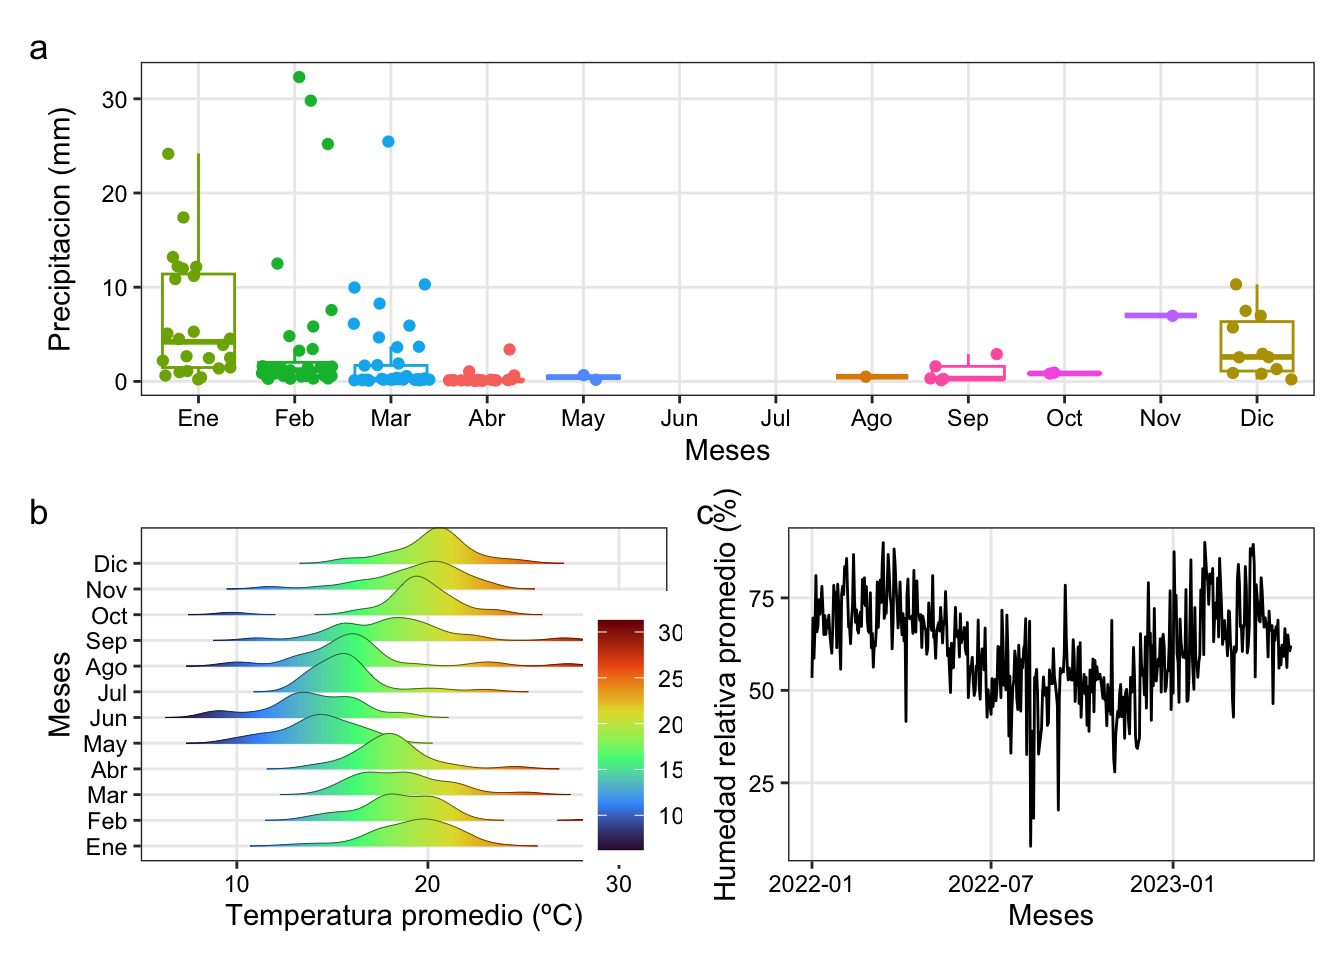 a
Precipitacion (mm)
30
20
10
0
Ene Feb Mar Abr May Jun Jul Ago Sep Oct Nov Dic
Meses
b
Meses
Dic
Nov
Oct
Sep
Ago
Jul
Jun
May
Abr
Mar
Feb
Ene
10 20 30
Temperatura promedio (ºC)
30
25
20
15
10
c
Humedad relativa promedio (%)
75
50
25
2022-01 2022-07 2023-01
Meses